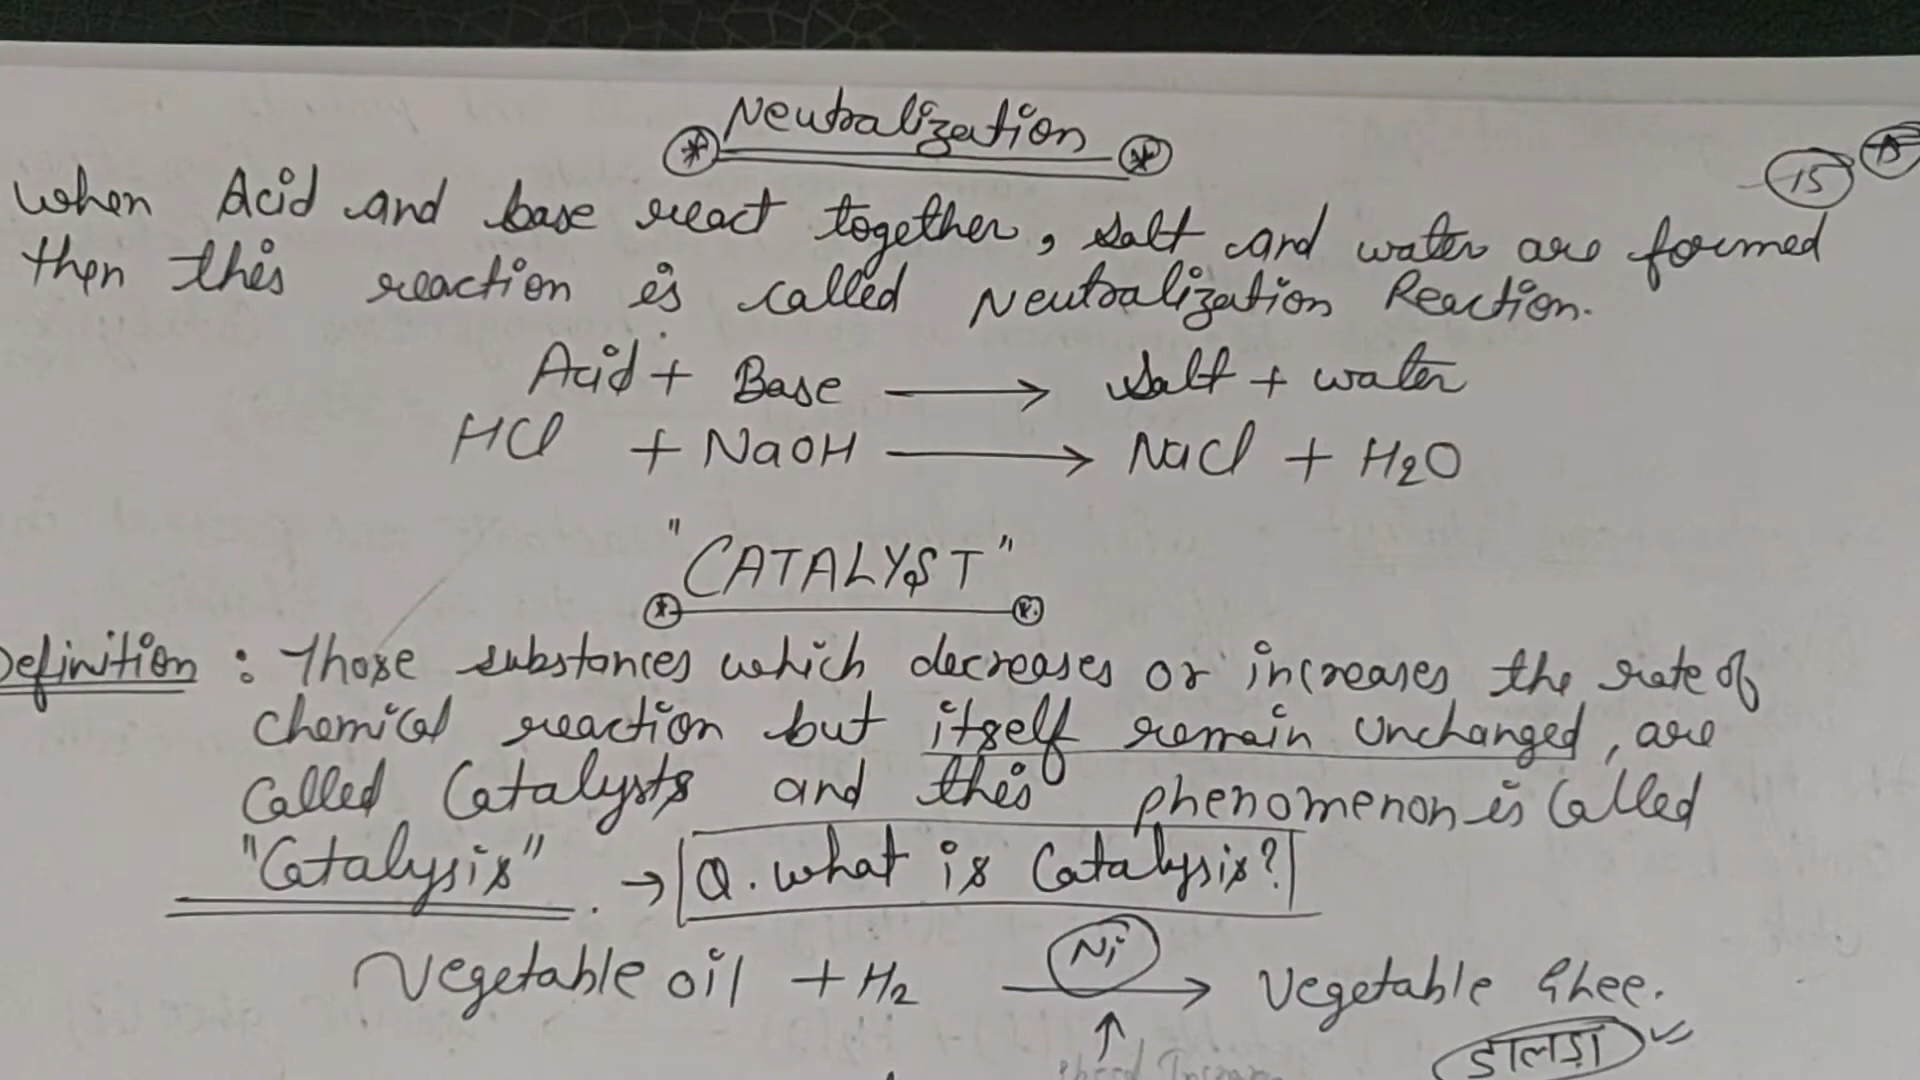 Neutralization
15
15
When Acid and base react together, salt and water are formed
then this reaction is called Neutralization Reaction.
Acid + Base → Salt + water
HCl + NaOH → NaCl + H2O
"CATALYST"
Definition : Those substances which decreases or increases the rate of
chemical reaction but itself remain unchanged, are
called Catalysts and this phenomenon is called
"Catalysis". → Q. what is Catalysis?
Vegetable oil + H2 —Ni→ Vegetable Ghee.
↑
डालडा